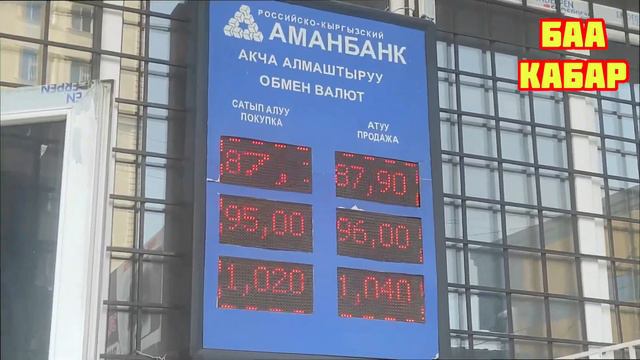 РОССИЙСКО-КЫРГЫЗСКИЙ
АМАНБАНК
АКЧА АЛМАШТЫРУУ
ОБМЕН ВАЛЮТ
САТЫП АЛУУ
ПОКУПКА
АТУУ
ПРОДАЖА
87,90
95,00
96,00
1,020
1,040
БАА
КАБАР